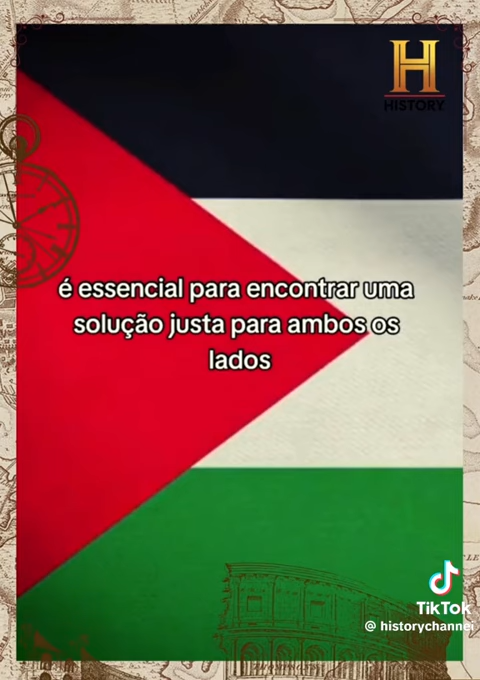 HISTORY
é essencial para encontrar uma
solução justa para ambos os
lados
TikTok
@ historychannel